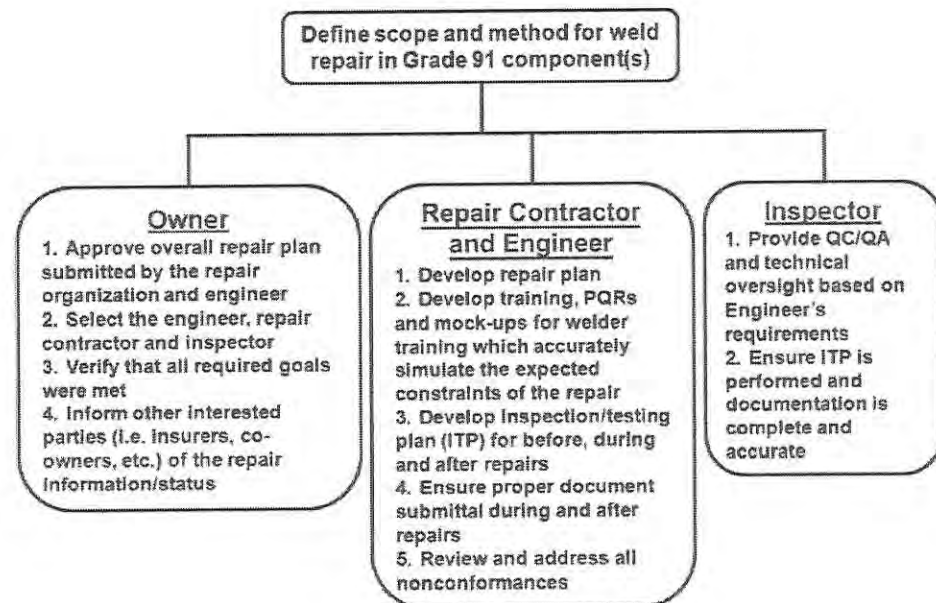 Define scope and method for weld
repair in Grade 91 component(s)
Owner
1. Approve overall repair plan
submitted by the repair
organization and engineer
2. Select the engineer, repair
contractor and inspector
3. Verify that all required goals
were met
4. Inform other interested
parties (i.e. insurers, co-
owners, etc.) of the repair
information/status
Repair Contractor
and Engineer
1. Develop repair plan
2. Develop training, PQRs
and mock-ups for welder
training which accurately
simulate the expected
constraints of the repair
3. Develop inspection/testing
plan (ITP) for before, during
and after repairs
4. Ensure proper document
submittal during and after
repairs
5. Review and address all
nonconformances
Inspector
1. Provide QC/QA
and technical
oversight based on
Engineer's
requirements
2. Ensure ITP is
performed and
documentation is
complete and
accurate